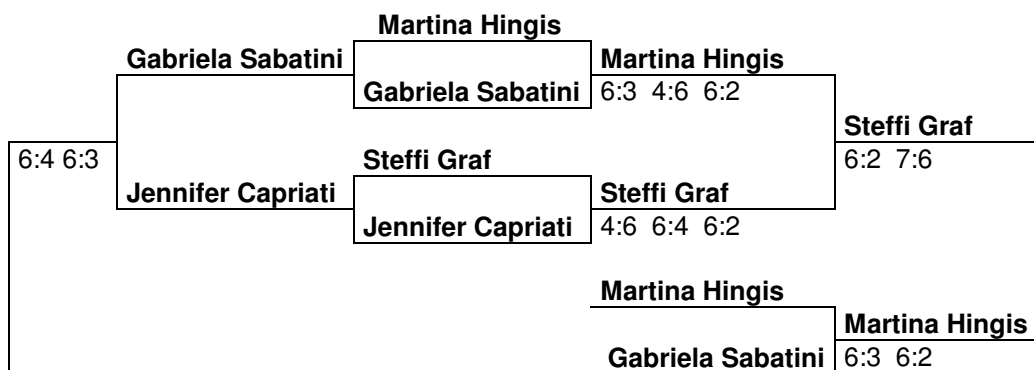 Martina Hingis
Gabriela Sabatini Martina Hingis
Gabriela Sabatini 6:3 4:6 6:2
Steffi Graf
6:4 6:3 Steffi Graf 6:2 7:6
Jennifer Capriati Steffi Graf
Jennifer Capriati 4:6 6:4 6:2
Martina Hingis
Martina Hingis
Gabriela Sabatini 6:3 6:2